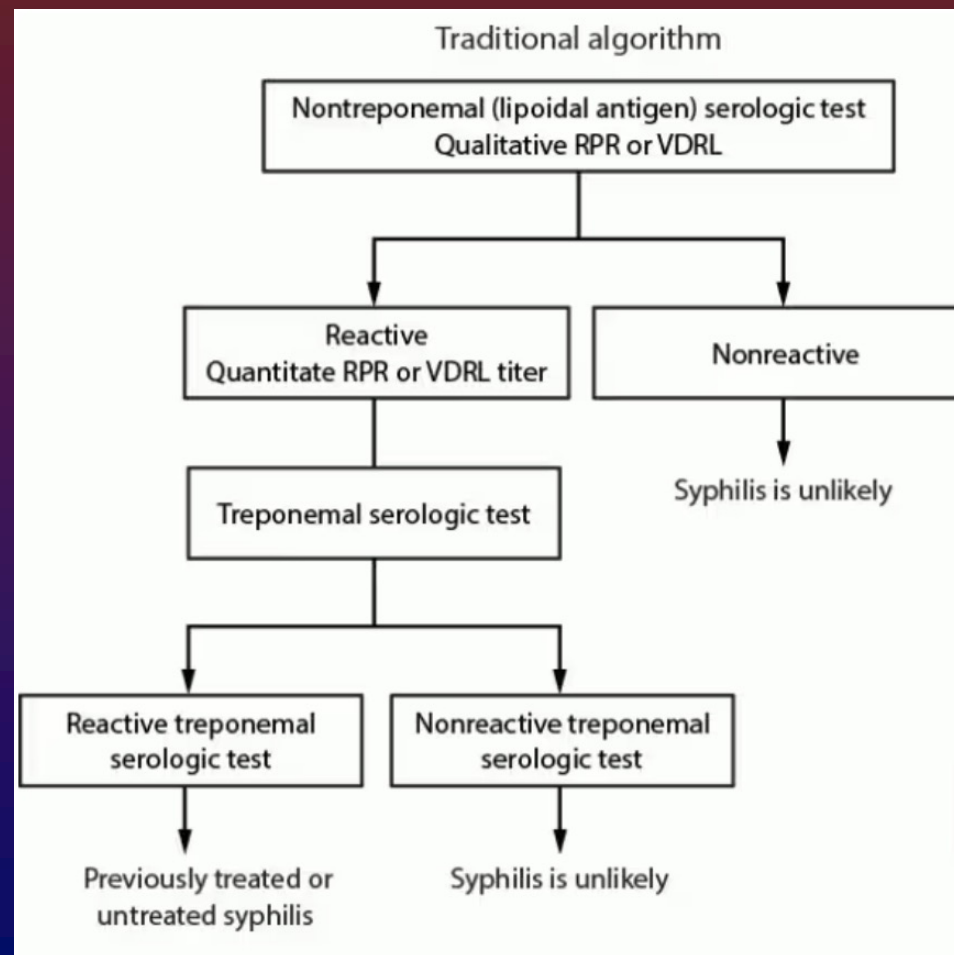 Traditional algorithm
Nontreponemal (lipoidal antigen) serologic test
Qualitative RPR or VDRL
Reactive
Quantitate RPR or VDRL titer
Nonreactive
Syphilis is unlikely
Treponemal serologic test
Reactive treponemal
serologic test
Nonreactive treponemal
serologic test
Previously treated or
untreated syphilis
Syphilis is unlikely